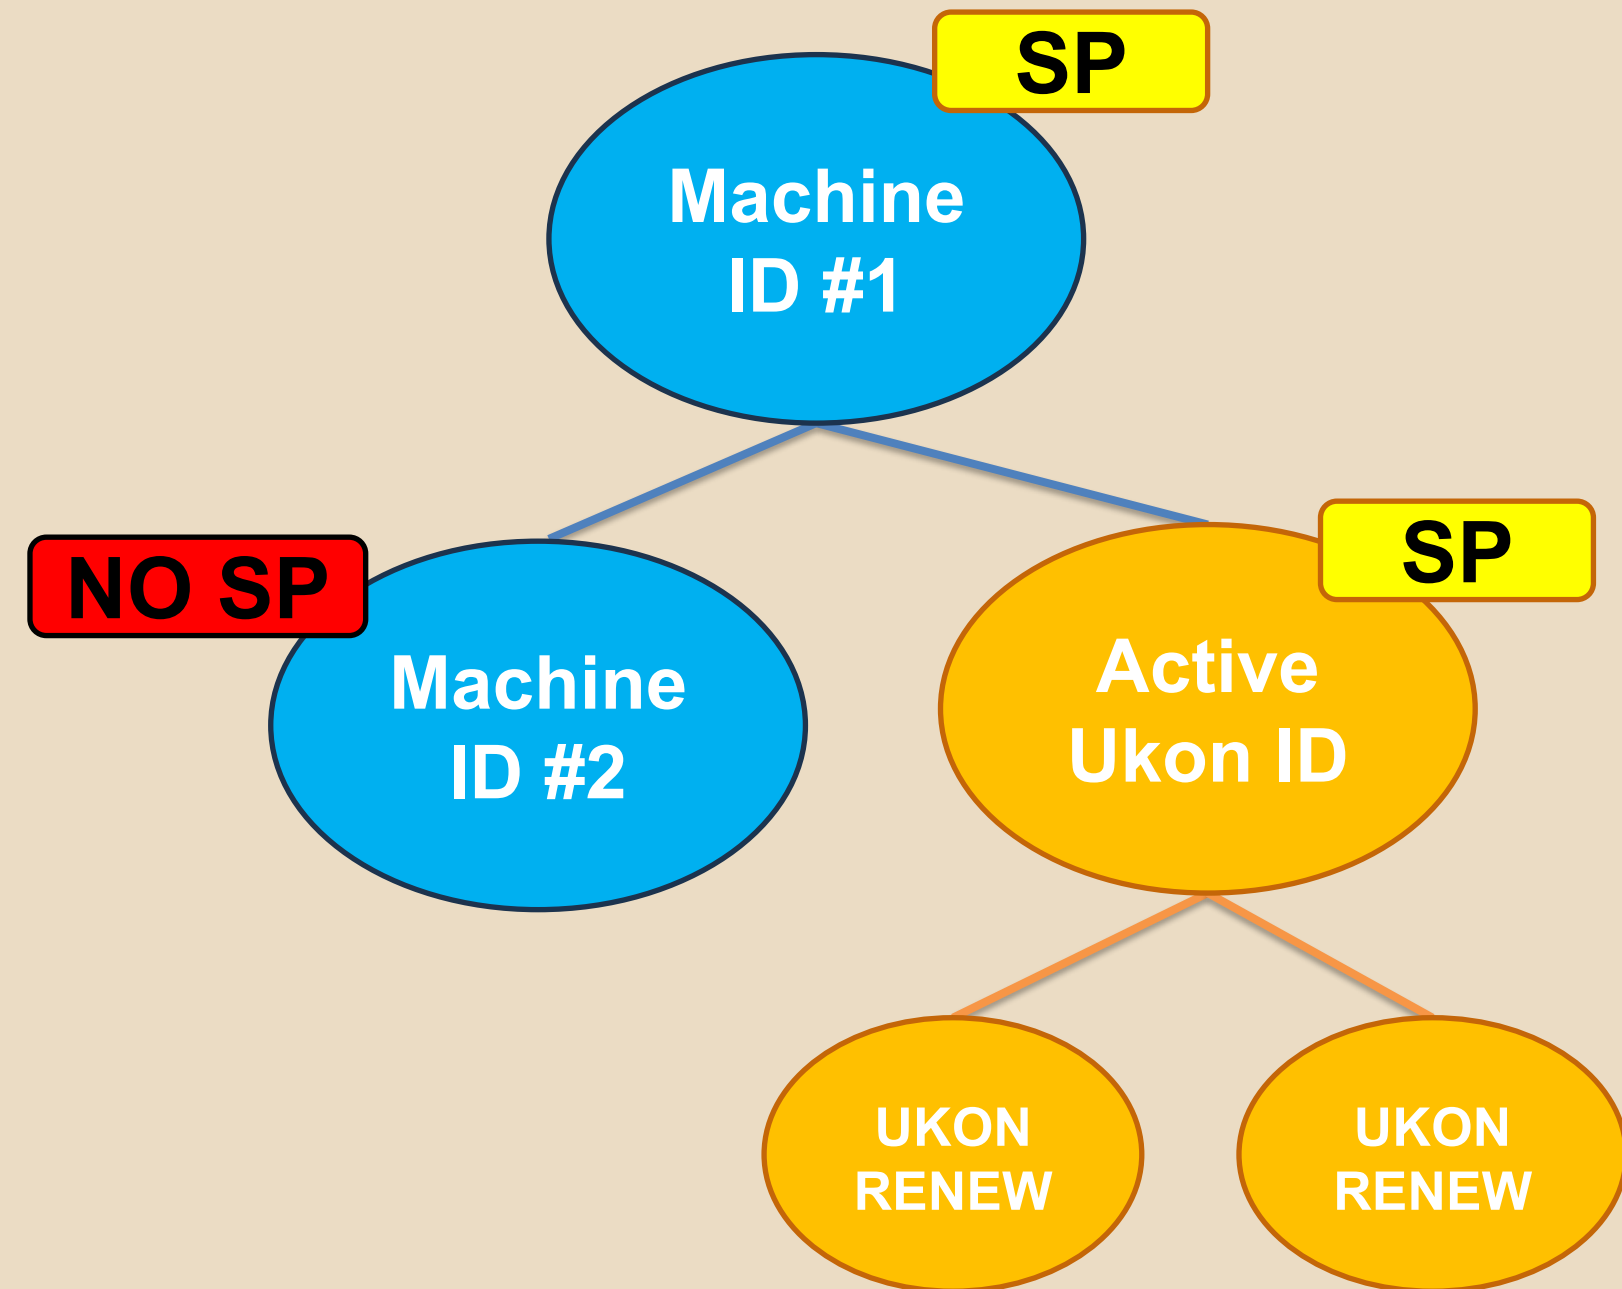 SP
Machine
ID #1
NO SP
Machine
ID #2
SP
Active
Ukon ID
UKON
RENEW
UKON
RENEW